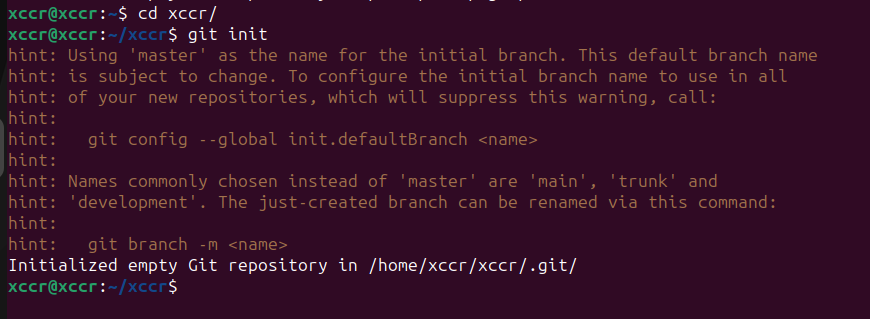 xccr@xccr:~$ cd xccr/
xccr@xccr:~/xccr$ git init
hint: Using 'master' as the name for the initial branch. This default branch name
hint: is subject to change. To configure the initial branch name to use in all
hint: of your new repositories, which will suppress this warning, call:
hint:
hint:   git config --global init.defaultBranch <name>
hint:
hint: Names commonly chosen instead of 'master' are 'main', 'trunk' and
hint: 'development'. The just-created branch can be renamed via this command:
hint:
hint:   git branch -m <name>
Initialized empty Git repository in /home/xccr/xccr/.git/
xccr@xccr:~/xccr$